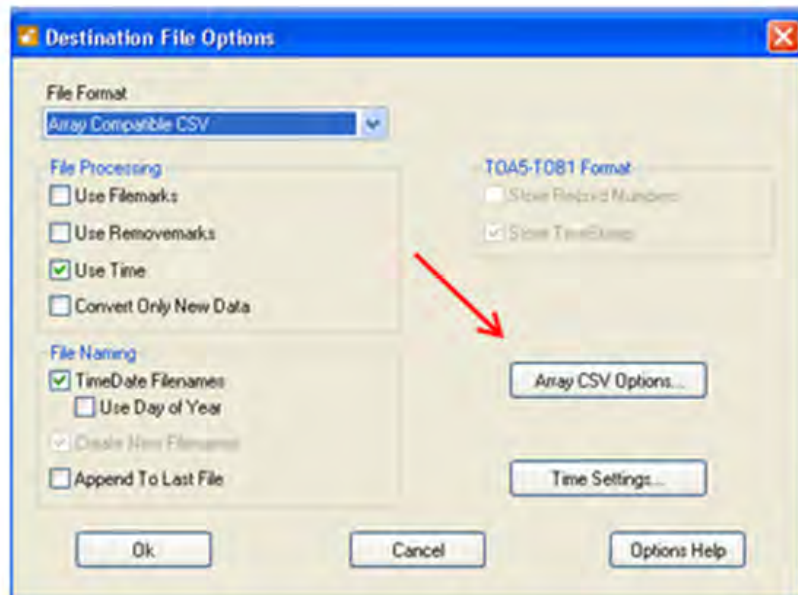 Destination File Options
File Format
Array Compatible CSV
File Processing
Use Filemarks
Use Removemarks
Use Time
Convert Only New Data
TOA5-TOB1 Format
Store Record Numbers
Store TimeStamp
File Naming
TimeDate Filenames
Use Day of Year
Create New Filenames
Append To Last File
Array CSV Options...
Time Settings...
Ok
Cancel
Options Help